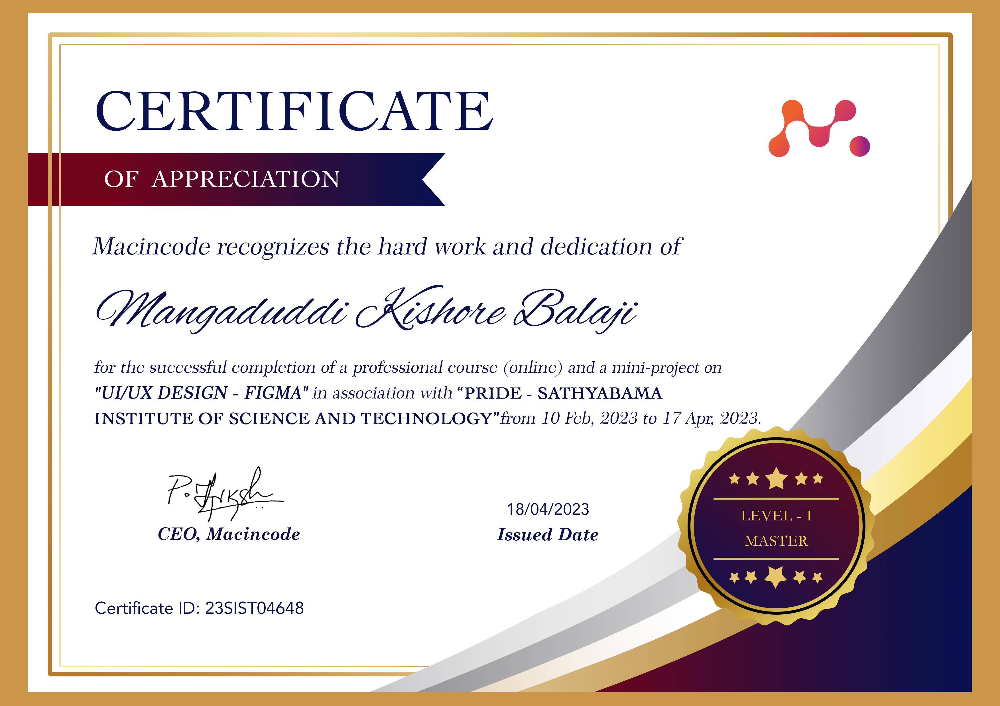 CERTIFICATE
OF APPRECIATION
Macincode recognizes the hard work and dedication of
Mangaduddi Kishore Balaji
for the successful completion of a professional course (online) and a mini-project on
"UI/UX DESIGN - FIGMA" in association with “PRIDE - SATHYABAMA
INSTITUTE OF SCIENCE AND TECHNOLOGY”from 10 Feb, 2023 to 17 Apr, 2023.
CEO, Macincode
18/04/2023
Issued Date
LEVEL - I
MASTER
Certificate ID: 23SIST04648